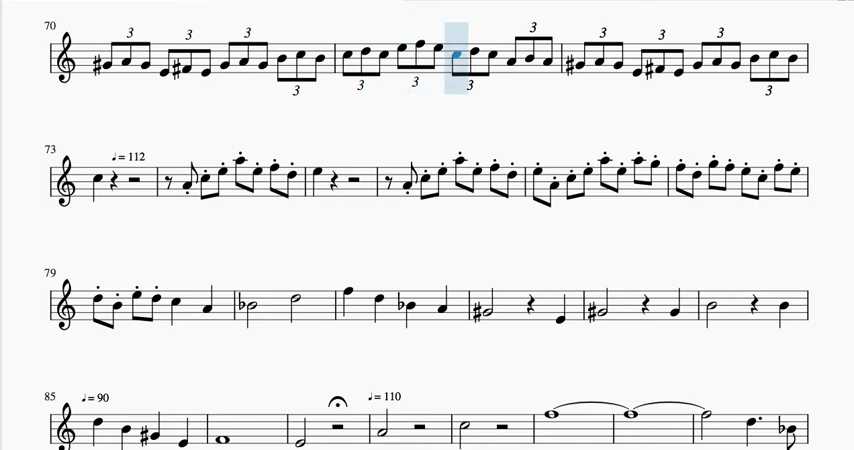 70 3 3 3 3 3 3 3 3 3 3 3 3
73 ♩ = 112
79
85 ♩ = 90 ♩ = 110